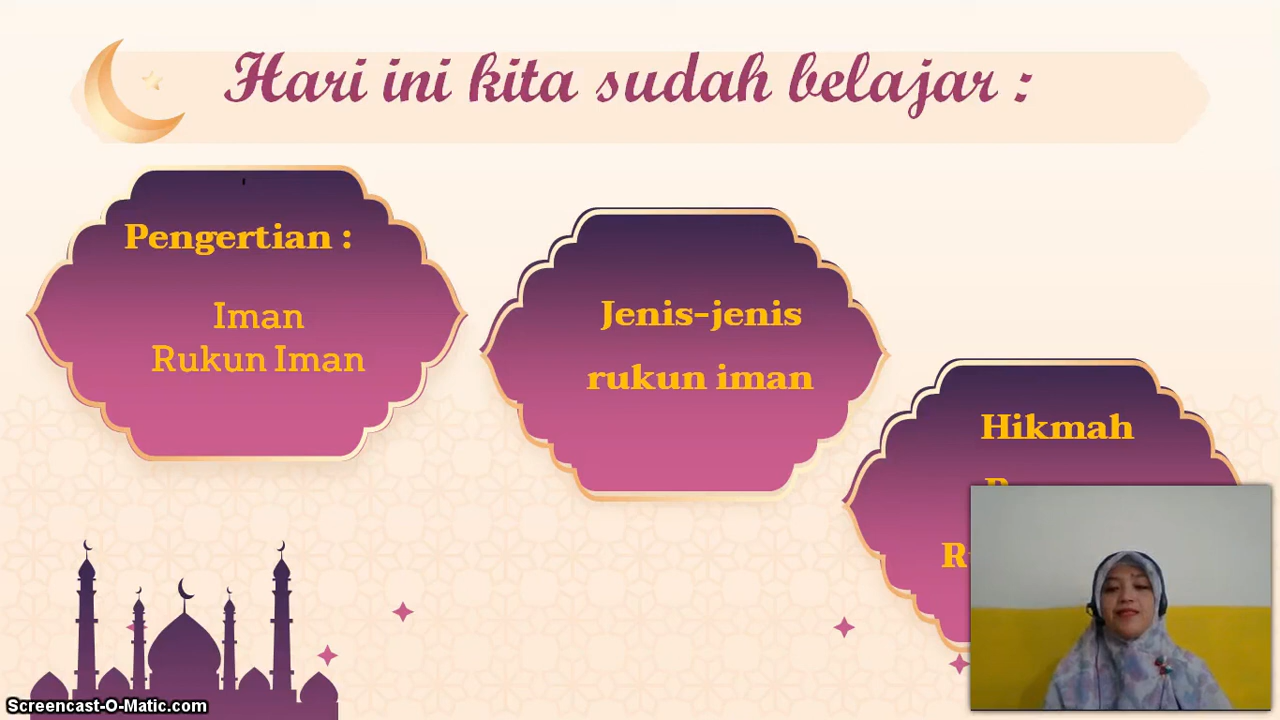 Hari ini kita sudah belajar :
Pengertian :
Iman
Rukun Iman
Jenis-jenis
rukun iman
Hikmah
Screencast-O-Matic.com